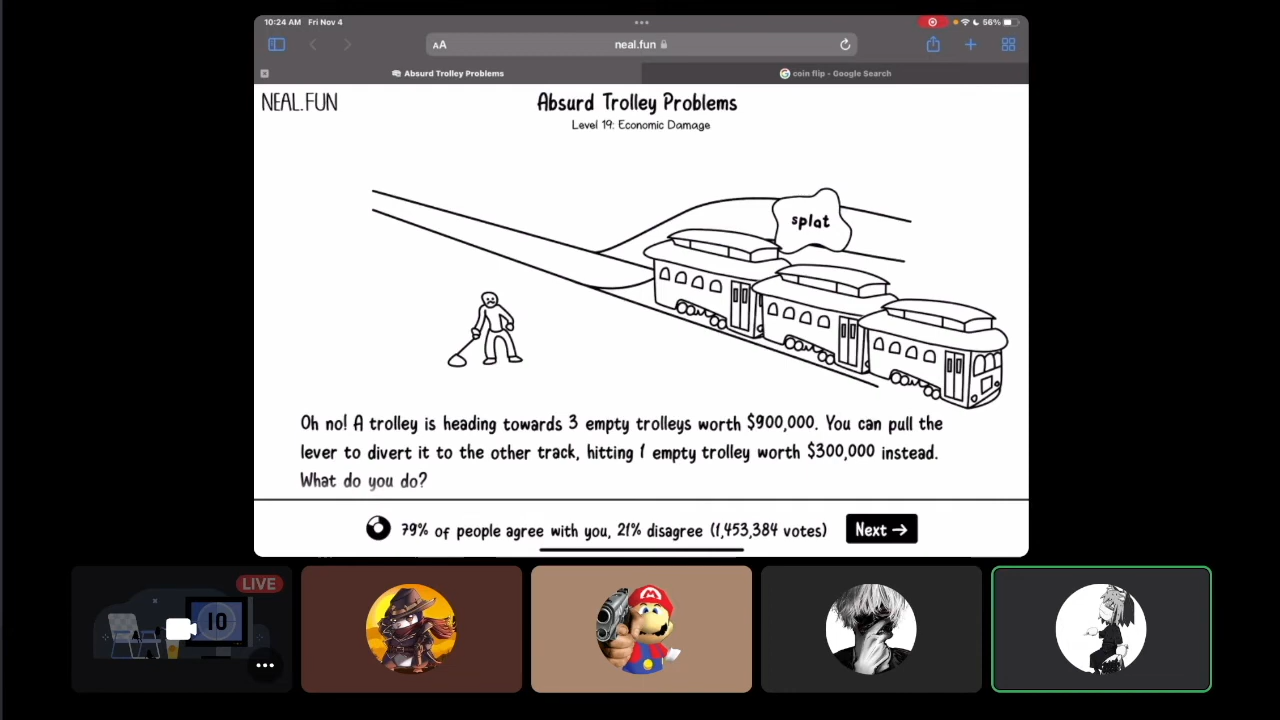 10:24 AM Fri Nov 4
56%
AA
neal.fun
Absurd Trolley Problems
coin flip - Google Search
NEAL.FUN
Absurd Trolley Problems
Level 19: Economic Damage
splat
Oh no! A trolley is heading towards 3 empty trolleys worth $900,000. You can pull the
lever to divert it to the other track, hitting 1 empty trolley worth $300,000 instead.
What do you do?
79% of people agree with you, 21% disagree (1,453,384 votes)
Next →
LIVE
10
M